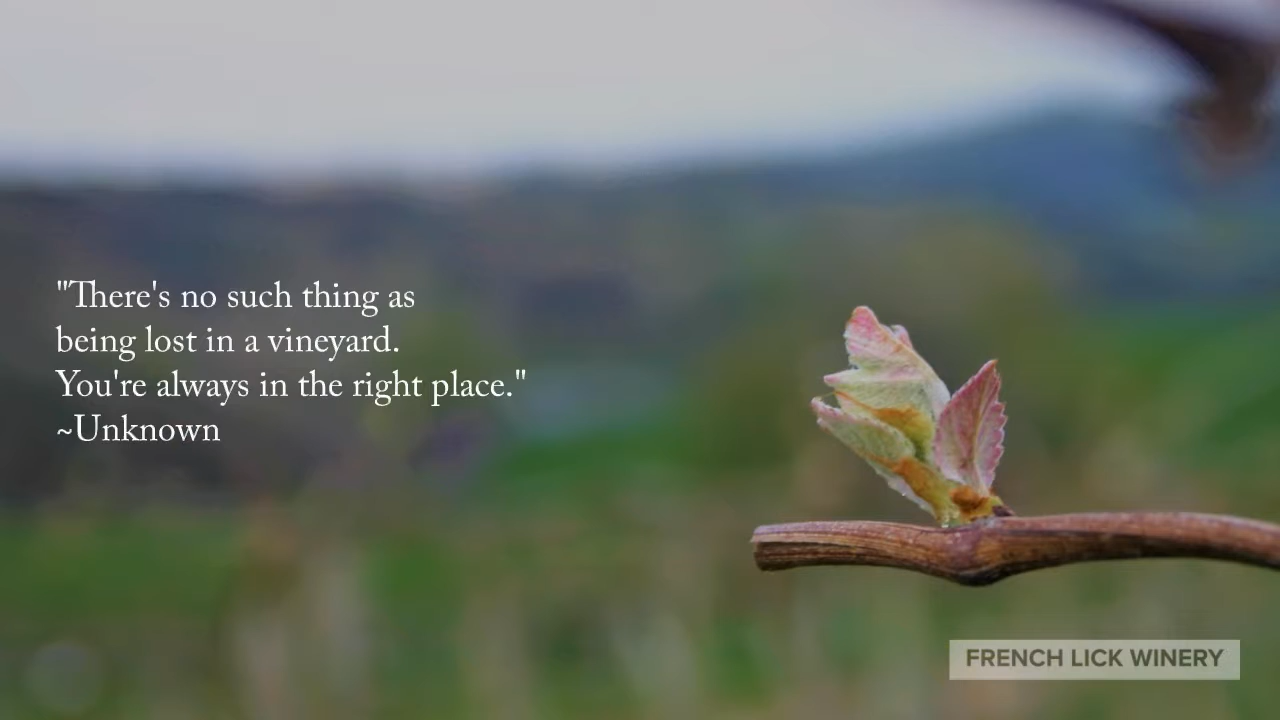 "There's no such thing as
being lost in a vineyard.
You're always in the right place."
~Unknown
FRENCH LICK WINERY